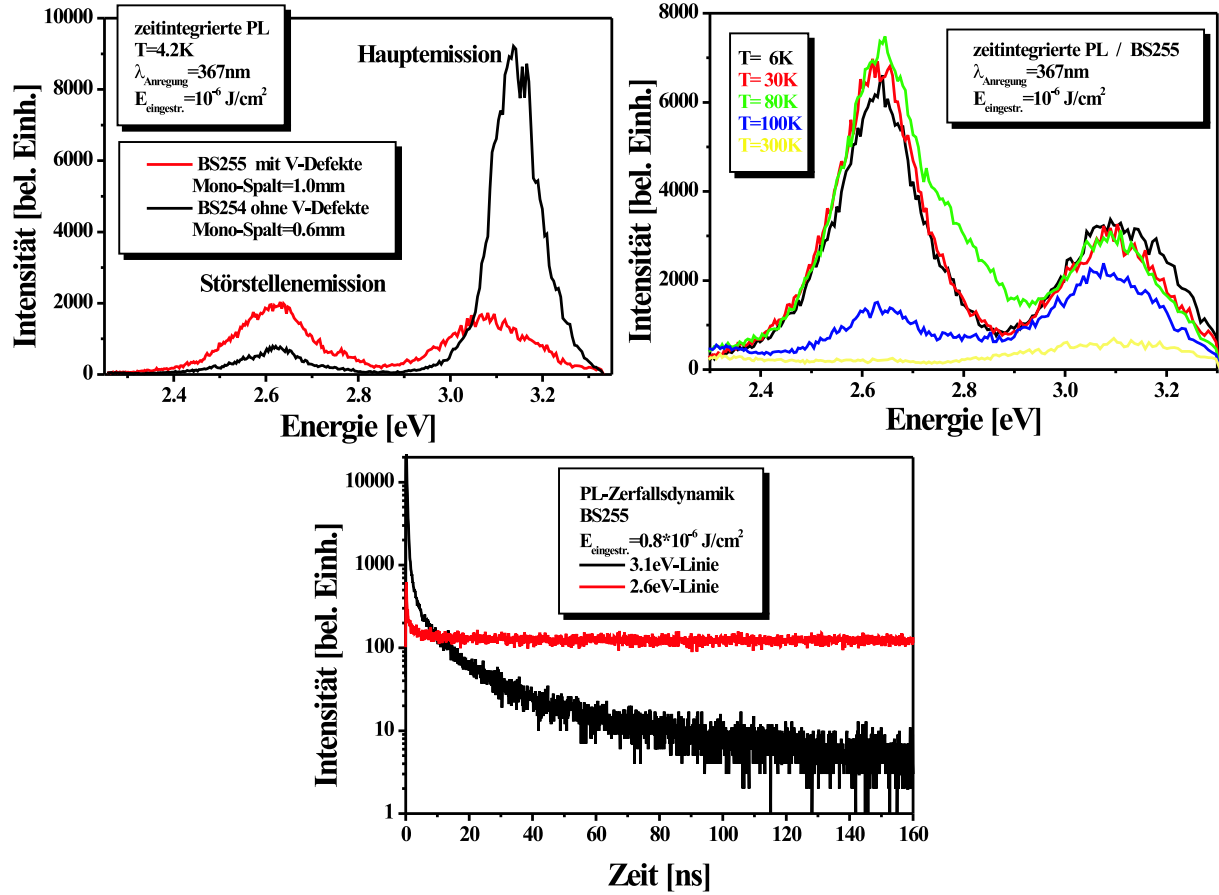 zeitintegrierte PL
T=4.2K
λAnregung=367nm
Eeingestr.=10-6 J/cm2
BS255 mit V-Defekte
Mono-Spalt=1.0mm
BS254 ohne V-Defekte
Mono-Spalt=0.6mm
Hauptemission
Störstellenemission
10000
8000
6000
4000
2000
0
Intensität [bel. Einh.]
2.4
2.6
2.8
3.0
3.2
Energie [eV]
T= 6K
T= 30K
T= 80K
T=100K
T=300K
zeitintegrierte PL / BS255
λAnregung=367nm
Eeingestr.=10-6 J/cm2
8000
6000
4000
2000
0
Intensität [bel. Einh.]
2.4
2.6
2.8
3.0
3.2
Energie [eV]
PL-Zerfallsdynamik
BS255
Eeingestr.=0.8*10-6 J/cm2
3.1eV-Linie
2.6eV-Linie
10000
1000
100
10
1
Intensität [bel. Einh.]
0
20
40
60
80
100
120
140
160
Zeit [ns]